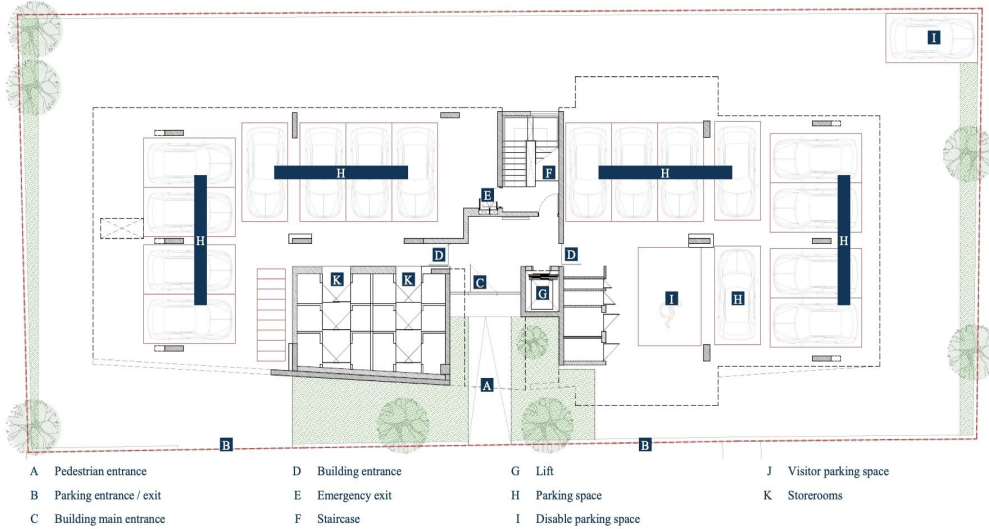 I
H
H
F
E
H
H
D
D
K
K
C
G
I
H
A
B
B
A Pedestrian entrance
B Parking entrance / exit
C Building main entrance
D Building entrance
E Emergency exit
F Staircase
G Lift
H Parking space
I Disable parking space
J Visitor parking space
K Storerooms